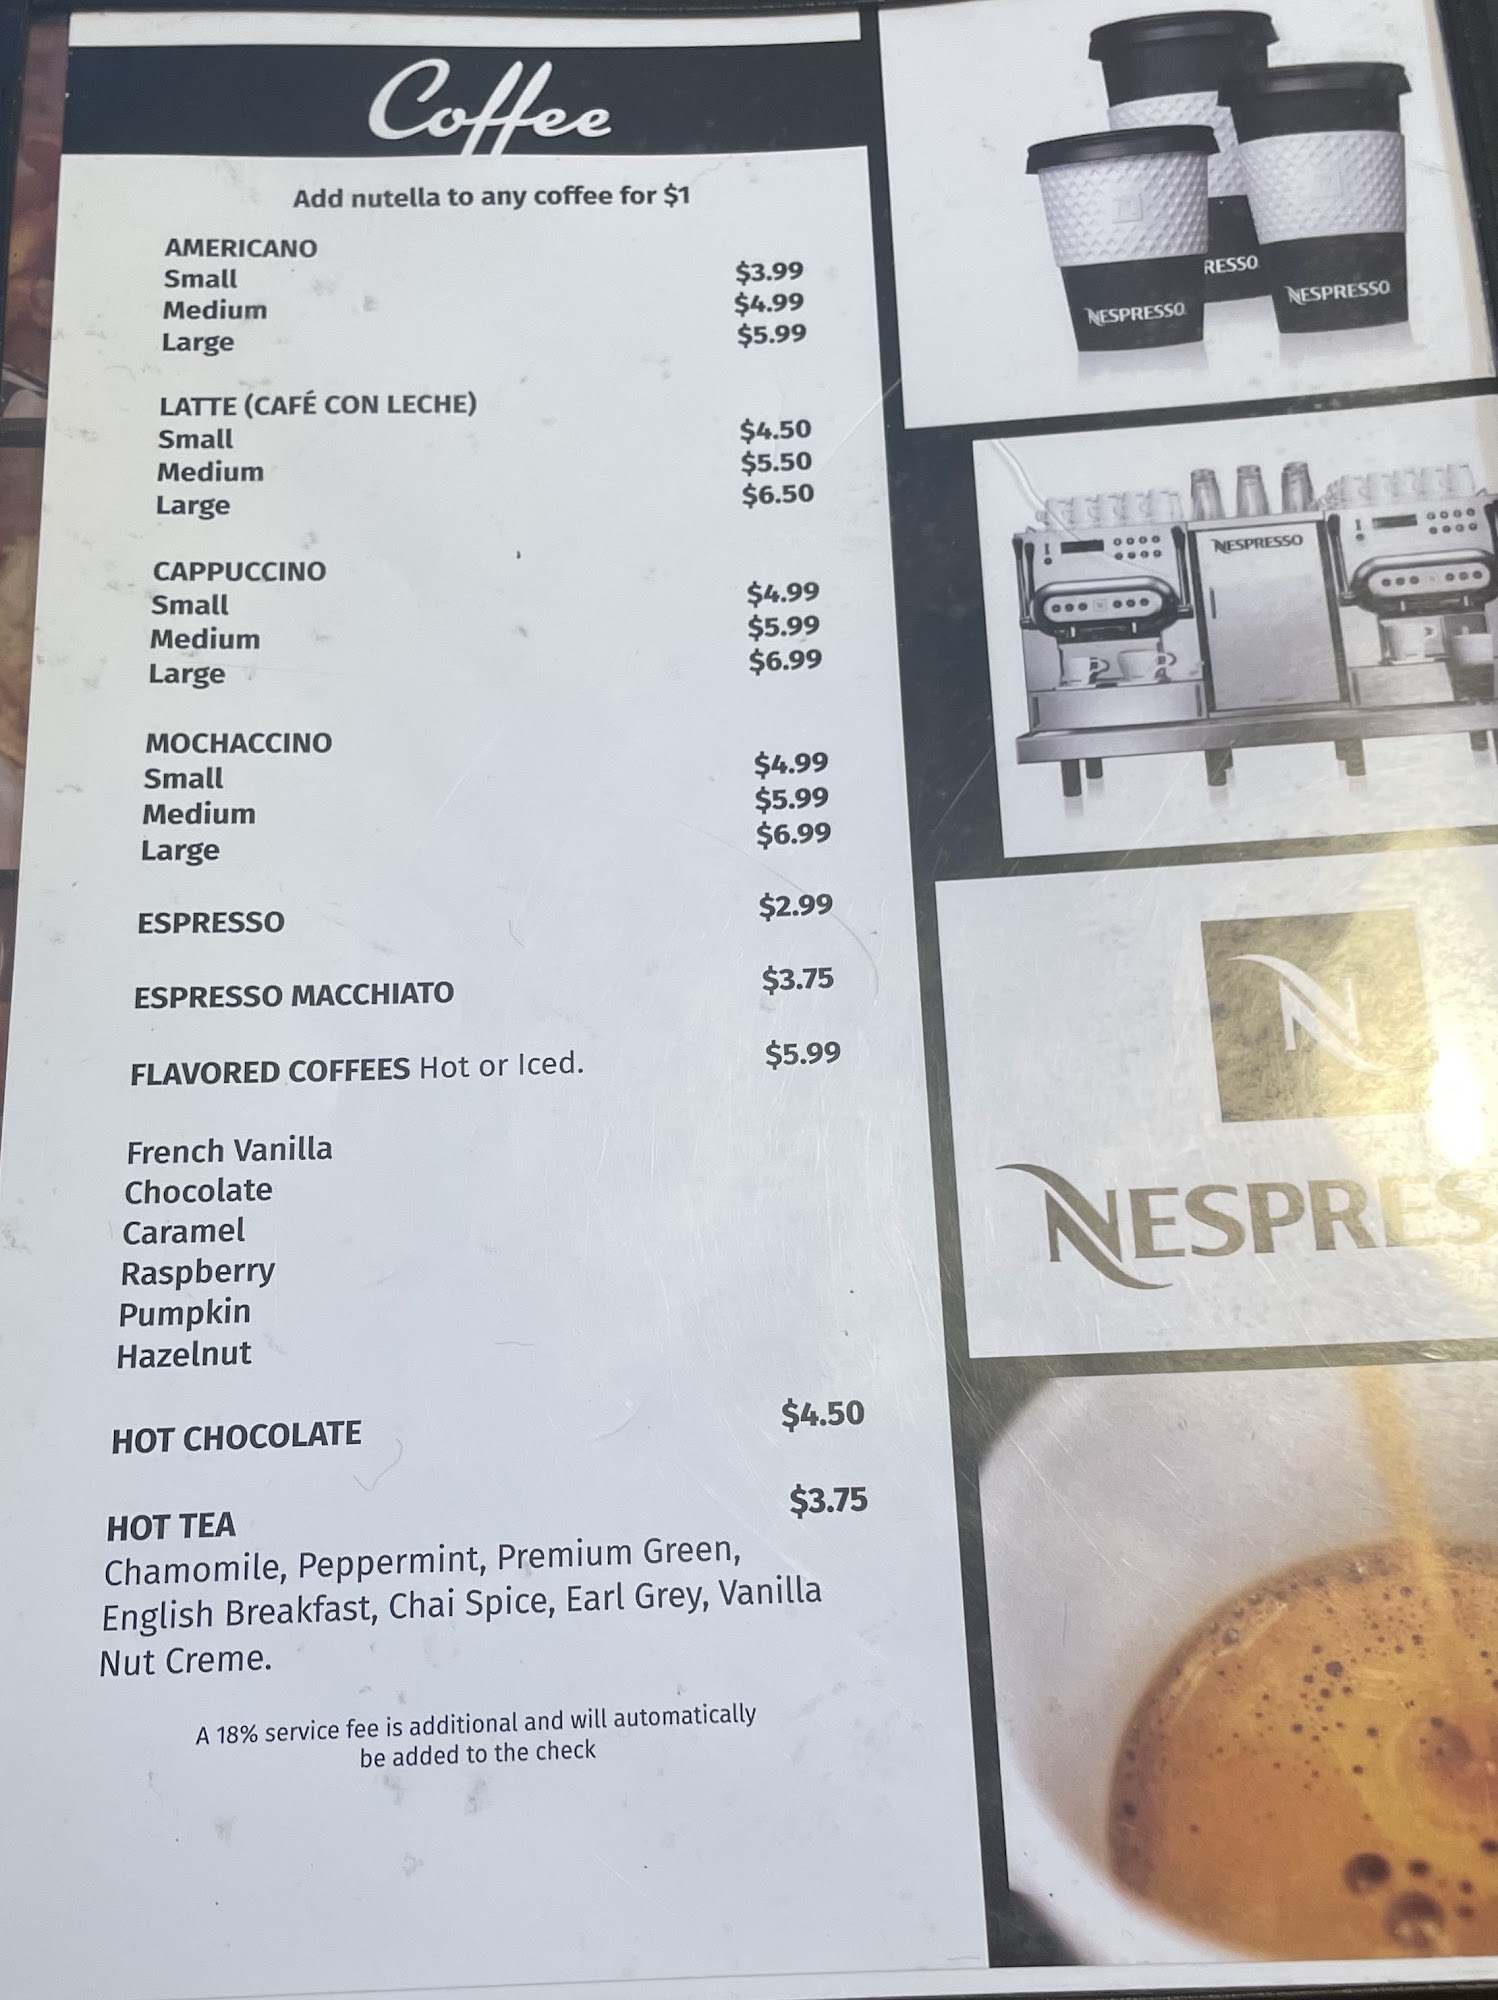 Coffee
Add nutella to any coffee for $1
AMERICANO
Small $3.99
Medium $4.99
Large $5.99
LATTE (CAFÉ CON LECHE)
Small $4.50
Medium $5.50
Large $6.50
CAPPUCCINO
Small $4.99
Medium $5.99
Large $6.99
MOCHACCINO
Small $4.99
Medium $5.99
Large $6.99
ESPRESSO $2.99
ESPRESSO MACCHIATO $3.75
FLAVORED COFFEES Hot or Iced. $5.99
French Vanilla
Chocolate
Caramel
Raspberry
Pumpkin
Hazelnut
HOT CHOCOLATE $4.50
HOT TEA $3.75
Chamomile, Peppermint, Premium Green,
English Breakfast, Chai Spice, Earl Grey, Vanilla
Nut Creme.
A 18% service fee is additional and will automatically
be added to the check
NESPRESSO
RESSO
NESPRESSO
NESPRESSO
N
NESPRES